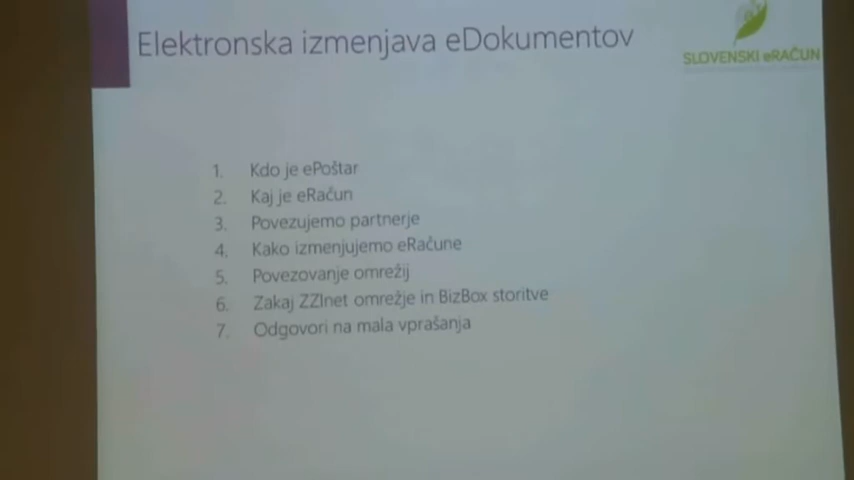 Elektronska izmenjava eDokumentov
SLOVENSKI eRAČUN
1. Kdo je ePoštar
2. Kaj je eRačun
3. Povezujemo partnerje
4. Kako izmenjujemo eRačune
5. Povezovanje omrežij
6. Zakaj ZZInet omrežje in BizBox storitve
7. Odgovori na mala vprašanja